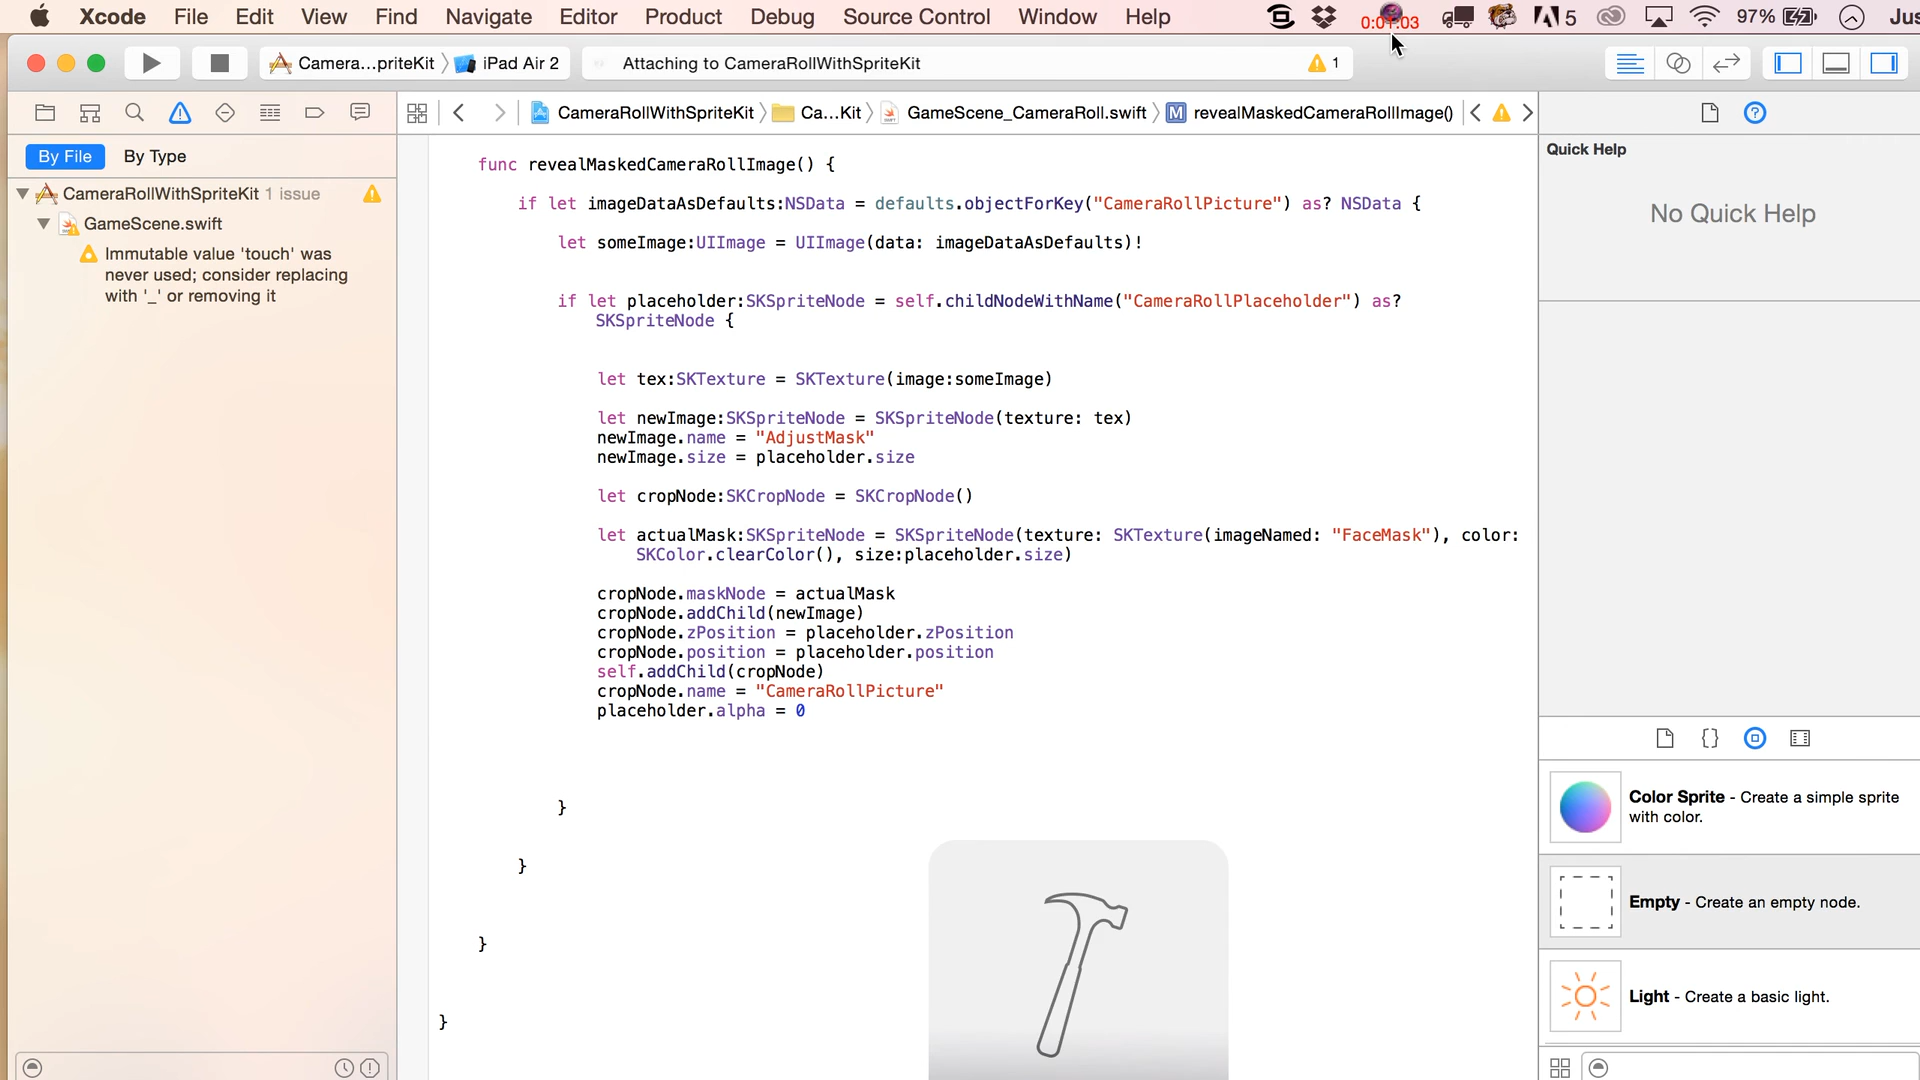 Xcode File Edit View Find Navigate Editor Product Debug Source Control Window Help 0:01:03 5 97% Jus
Camera...priteKit iPad Air 2 Attaching to CameraRollWithSpriteKit 1
CameraRollWithSpriteKit Ca...Kit GameScene_CameraRoll.swift M revealMaskedCameraRollImage()
By File By Type
CameraRollWithSpriteKit 1 issue
GameScene.swift
Immutable value 'touch' was
never used; consider replacing
with '_' or removing it
func revealMaskedCameraRollImage() {
if let imageDataAsDefaults:NSData = defaults.objectForKey("CameraRollPicture") as? NSData {
let someImage:UIImage = UIImage(data: imageDataAsDefaults)!
if let placeholder:SKSpriteNode = self.childNodeWithName("CameraRollPlaceholder") as?
SKSpriteNode {
let tex:SKTexture = SKTexture(image:someImage)
let newImage:SKSpriteNode = SKSpriteNode(texture: tex)
newImage.name = "AdjustMask"
newImage.size = placeholder.size
let cropNode:SKCropNode = SKCropNode()
let actualMask:SKSpriteNode = SKSpriteNode(texture: SKTexture(imageNamed: "FaceMask"), color:
SKColor.clearColor(), size:placeholder.size)
cropNode.maskNode = actualMask
cropNode.addChild(newImage)
cropNode.zPosition = placeholder.zPosition
cropNode.position = placeholder.position
self.addChild(cropNode)
cropNode.name = "CameraRollPicture"
placeholder.alpha = 0
}
}
}
}
Quick Help
No Quick Help
Color Sprite - Create a simple sprite
with color.
Empty - Create an empty node.
Light - Create a basic light.